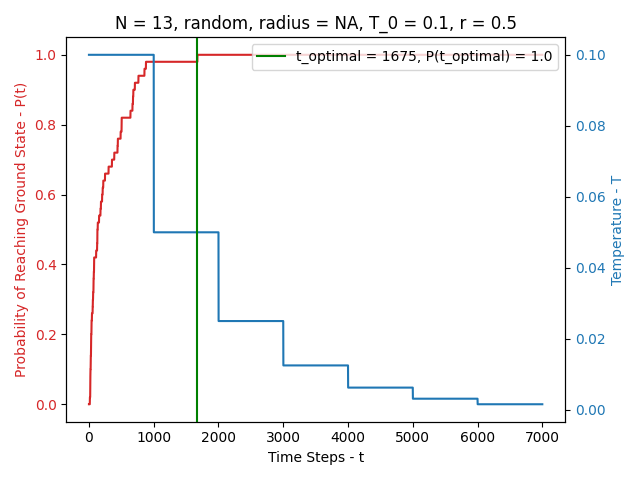 N = 13, random, radius = NA, T_0 = 0.1, r = 0.5
t_optimal = 1675, P(t_optimal) = 1.0
Probability of Reaching Ground State - P(t)
1.0
0.8
0.6
0.4
0.2
0.0
0.10
0.08
0.06
0.04
0.02
0.00
Temperature - T
0 1000 2000 3000 4000 5000 6000 7000
Time Steps - t